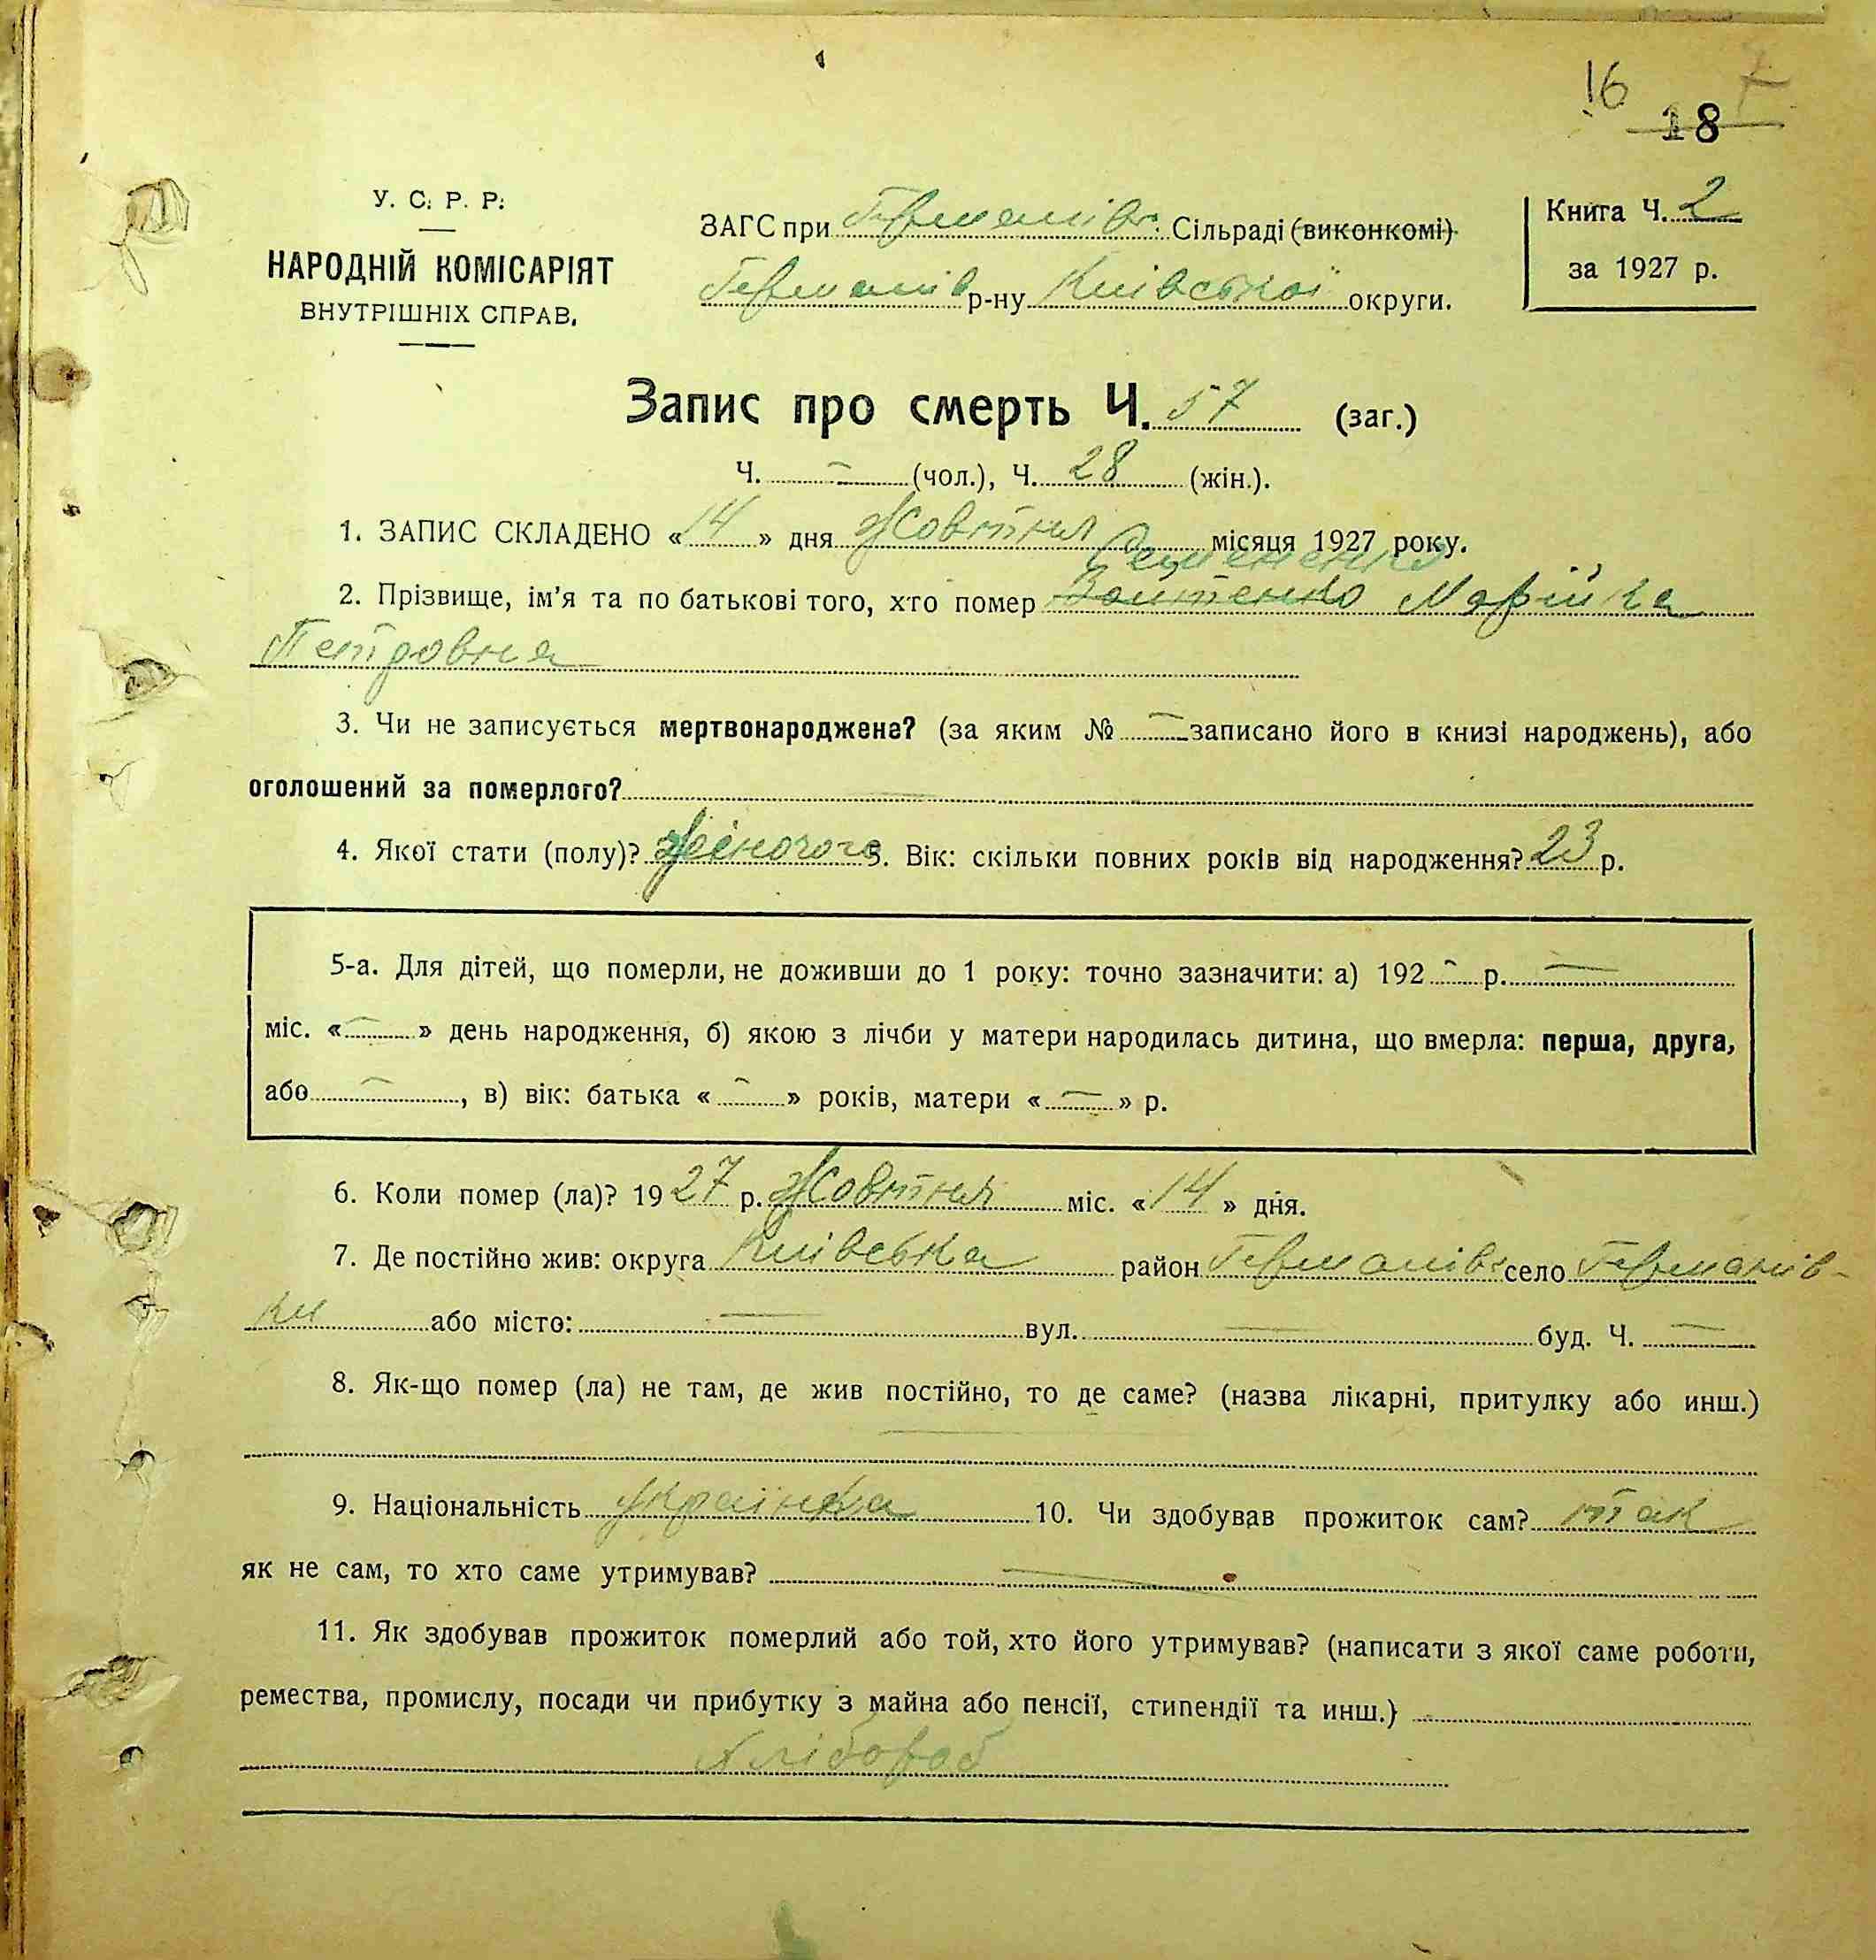 16
18
У. С. Р. Р.
НАРОДНІЙ КОМІСАРІЯТ
ВНУТРІШНІХ СПРАВ.
ЗАГС при Германівс. Сільраді (виконкомі)
Германів р-ну Київської округи.
Книга Ч. 2
за 1927 р.
Запис про смерть Ч. 57 (заг.)
Ч. — (чол.), Ч. 28 (жін.).
1. ЗАПИС СКЛАДЕНО «14» дня Жовтня місяця 1927 року.
2. Прізвище, ім’я та по батькові того, хто помер Марійка
Петровна
3. Чи не записується мертвонароджена? (за яким № — записано його в книзі народжень), або
оголошений за померлого? —
4. Якої стати (полу)? жіночого 5. Вік: скільки повних років від народження? 23 р.
5-а. Для дітей, що померли, не доживши до 1 року: точно зазначити: а) 192 — р. —
міс. «—» день народження, б) якою з лічби у матери народилась дитина, що вмерла: перша, друга,
або —, в) вік: батька «—» років, матери «—» р.
6. Коли помер (ла)? 1927 р. Жовтня міс. «14» дня.
7. Де постійно жив: округа Київська район Германівс село Германів-
ки або місто: — вул. — буд. Ч. —
8. Як-що помер (ла) не там, де жив постійно, то де саме? (назва лікарні, притулку або инш.)
—
9. Національність українка 10. Чи здобував прожиток сам? так
як не сам, то хто саме утримував? —
11. Як здобував прожиток померлий або той, хто його утримував? (написати з якої саме роботи,
ремества, промислу, посади чи прибутку з майна або пенсії, стипендії та инш.)
Хлібороб